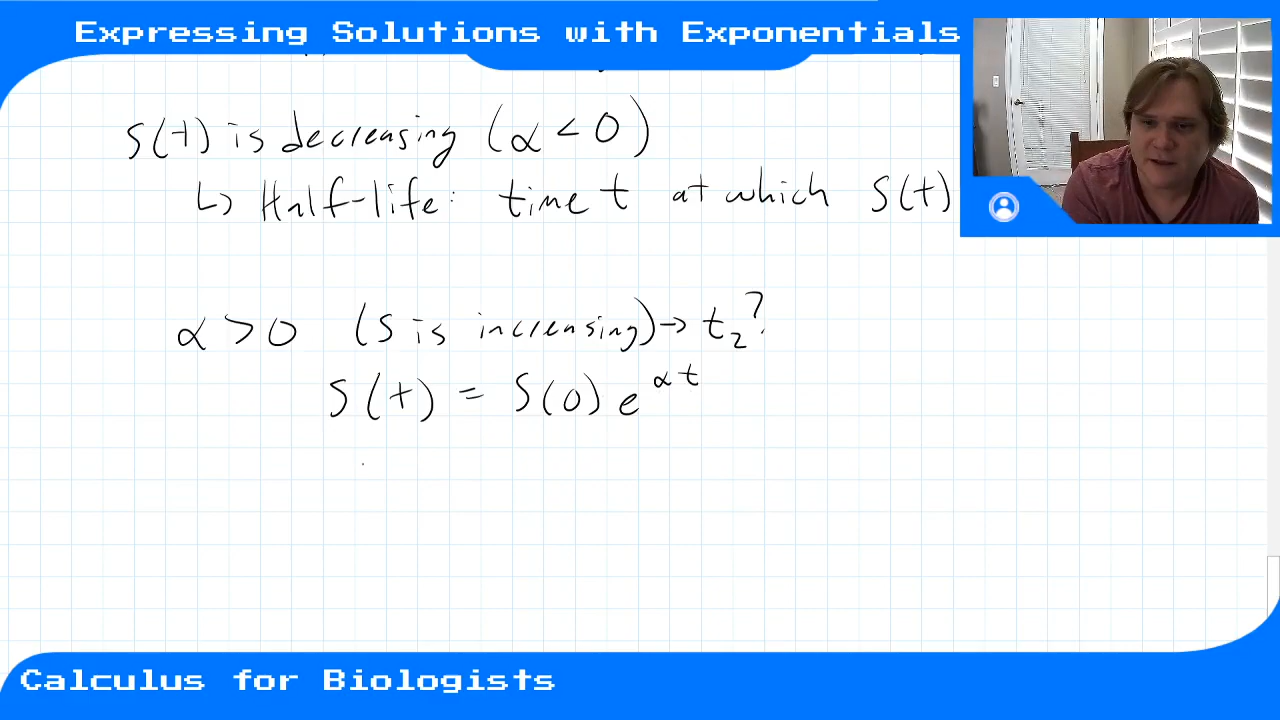 Expressing Solutions with Exponentials
S(t) is decreasing (α < 0)
↳ Half-life: time t at which S(t)
α > 0 (S is increasing) → t₂?
S(t) = S(0) e^{αt}
Calculus for Biologists